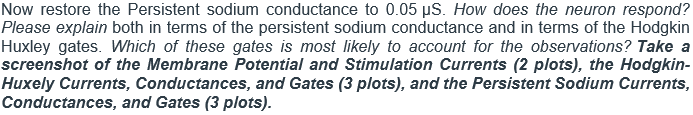 Now restore the Persistent sodium conductance to 0.05 µS. How does the neuron respond?
Please explain both in terms of the persistent sodium conductance and in terms of the Hodgkin
Huxley gates. Which of these gates is most likely to account for the observations? Take a
screenshot of the Membrane Potential and Stimulation Currents (2 plots), the Hodgkin-
Huxely Currents, Conductances, and Gates (3 plots), and the Persistent Sodium Currents,
Conductances, and Gates (3 plots).